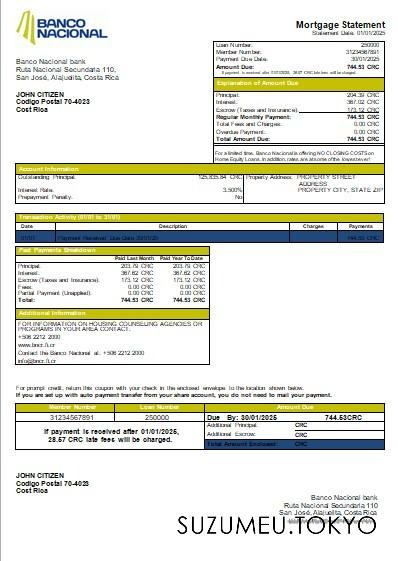 BANCO
NACIONAL
Mortgage Statement
Statement Date: 01/01/2025
Loan Number: 250000
Member Number: 31234567891
Payment Due Date: 30/01/2025
Amount Due: 744.53 CRC
If payment is received after 01/01/2025, 28.57 CRC late fee will be charged.
Banco Nacional bank
Ruta Nacional Secundaria 110,
San José, Alajuelita, Costa Rica
Explanation of Amount Due
JOHN CITIZEN
Codigo Postal 70-4023
Cost Rica
Principal: 204.39 CRC
Interest: 367.02 CRC
Escrow (Taxes and Insurance): 173.12 CRC
Regular Monthly Payment: 744.53 CRC
Total Fees and Charges: 0.00 CRC
Overdue Payment: 0.00 CRC
Total Amount Due: 744.53 CRC
For a limited time, Banco Nacional is offering NO CLOSING COSTS on
Home Equity Loans. In addition, rates are at some of the lowest ever!
Account Information
Outstanding Principal: 125,835.84 CRC
Interest Rate: 3.500%
Prepayment Penalty: No
Property Address: PROPERTY STREET
ADDRESS
PROPERTY CITY, STATE ZIP
Transaction Activity (01/01 to 31/01)
Date Description Charges Payments
01/01 Payment Received Due Date 30/01/25 744.53 CRC
Past Payments Breakdown
Paid Last Month Paid Year To Date
Principal: 203.79 CRC 203.79 CRC
Interest: 367.62 CRC 367.62 CRC
Escrow (Taxes and Insurance): 173.12 CRC 173.12 CRC
Fees: 0.00 CRC 0.00 CRC
Partial Payment (Unapplied): 0.00 CRC 0.00 CRC
Total: 744.53 CRC 744.53 CRC
Additional Information
FOR INFORMATION ON HOUSING COUNSELING AGENCIES OR
PROGRAMS IN YOUR AREA CONTACT:
+506 2212 2000
www.bncr.fi.cr
Contact the Banco Nacional at: +506 2212 2000
info@bncr.fi.cr
For prompt credit, return this coupon with your check in the enclosed envelope to the location shown below.
If you are set up with auto payment transfer from your share account, you do not need to mail your payment.
Member Number Loan Number Amount Due
31234567891 250000 Due By: 30/01/2025 744.53CRC
If payment is received after 01/01/2025,
28.57 CRC late fees will be charged.
Additional Principal: CRC
Additional Escrow: CRC
Total Amount Enclosed: CRC
JOHN CITIZEN
Codigo Postal 70-4023
Cost Rica
Banco Nacional bank
Ruta Nacional Secundaria 110
San José, Alajuelita, Costa Rica
SUZUMEU.TOKYO